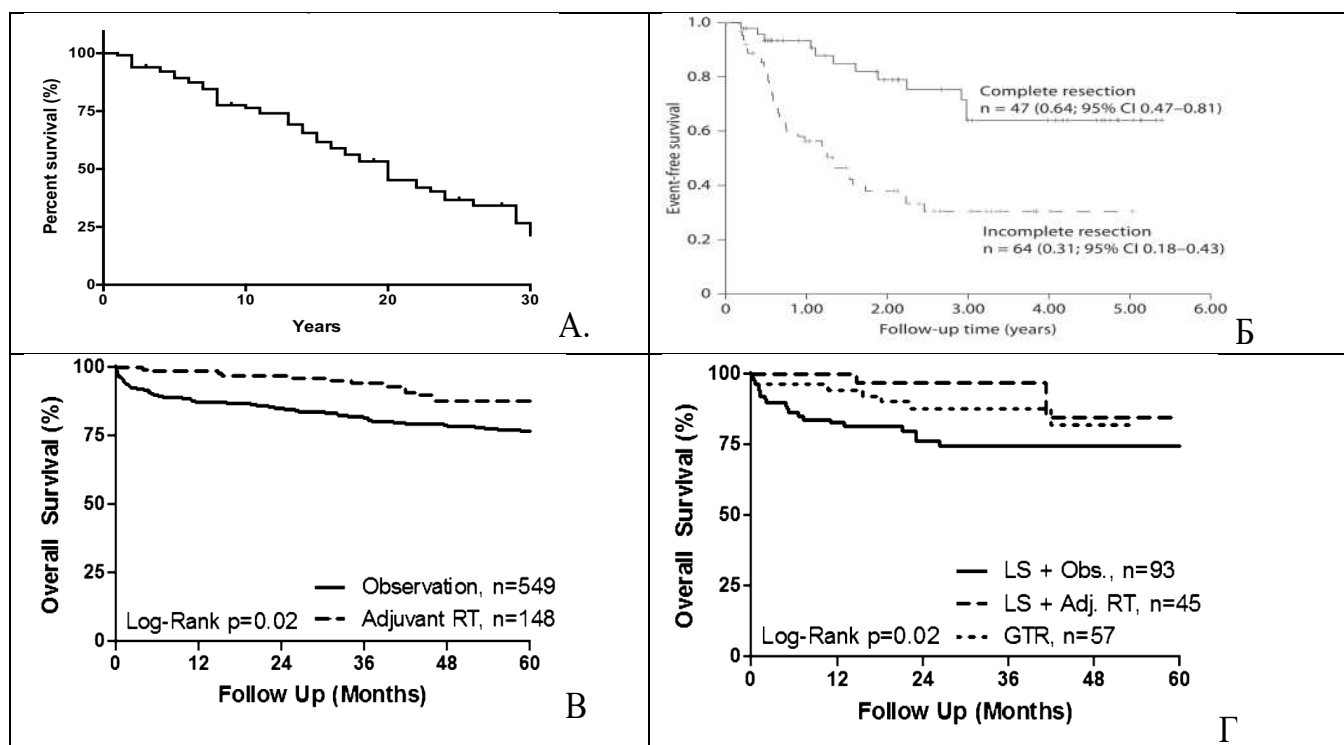 100
75
50
25
0
Percent survival (%)
0 10 20 30
Years
А.
1.0
0.8
0.6
0.4
0.2
0
Event-free survival
Complete resection
n = 47 (0.64; 95% CI 0.47–0.81)
Incomplete resection
n = 64 (0.31; 95% CI 0.18–0.43)
0 1.00 2.00 3.00 4.00 5.00 6.00
Follow-up time (years)
Б
100
75
50
25
0
Overall Survival (%)
Observation, n=549
Adjuvant RT, n=148
Log-Rank p=0.02
0 12 24 36 48 60
Follow Up (Months)
В
100
75
50
25
0
Overall Survival (%)
LS + Obs., n=93
LS + Adj. RT, n=45
GTR, n=57
Log-Rank p=0.02
0 12 24 36 48 60
Follow Up (Months)
Г